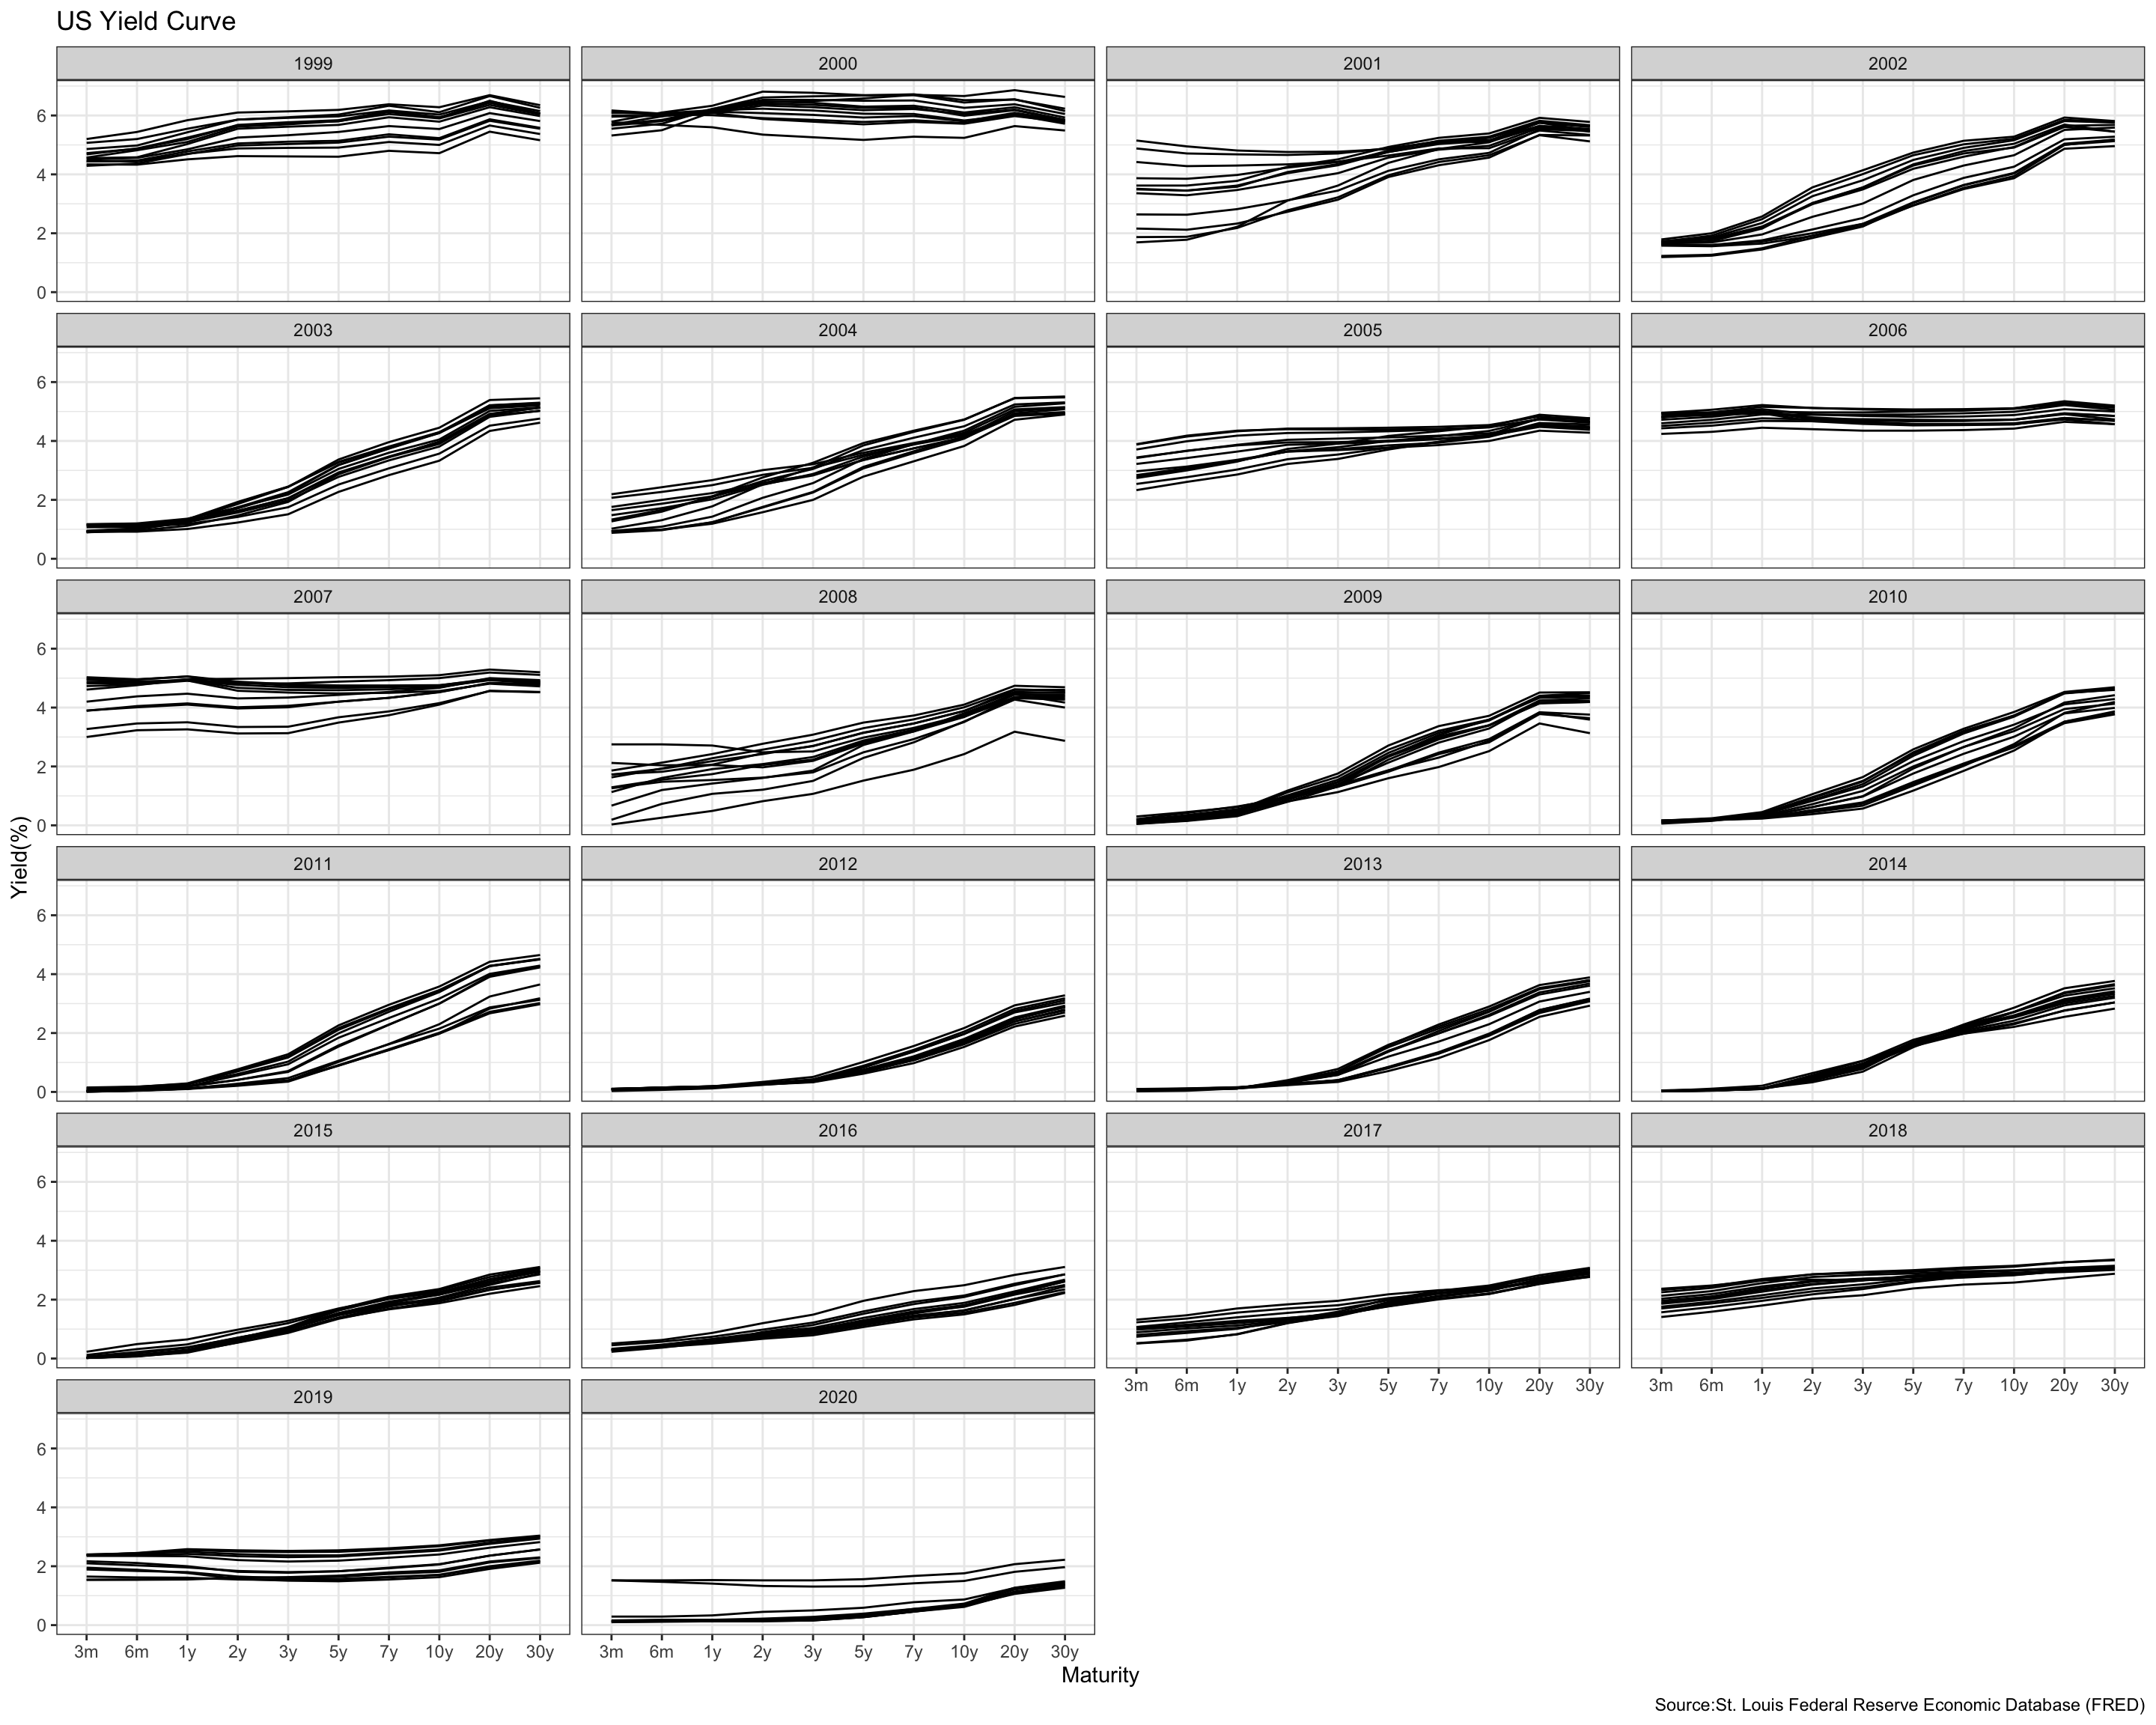 US Yield Curve
1999 2000 2001 2002
6
4
2
0
2003 2004 2005 2006
6
4
2
0
2007 2008 2009 2010
6
4
2
0
Yield(%)
2011 2012 2013 2014
6
4
2
0
2015 2016 2017 2018
6
4
2
0
3m 6m 1y 2y 3y 5y 7y 10y 20y 30y 3m 6m 1y 2y 3y 5y 7y 10y 20y 30y
2019 2020
6
4
2
0
3m 6m 1y 2y 3y 5y 7y 10y 20y 30y 3m 6m 1y 2y 3y 5y 7y 10y 20y 30y
Maturity
Source:St. Louis Federal Reserve Economic Database (FRED)